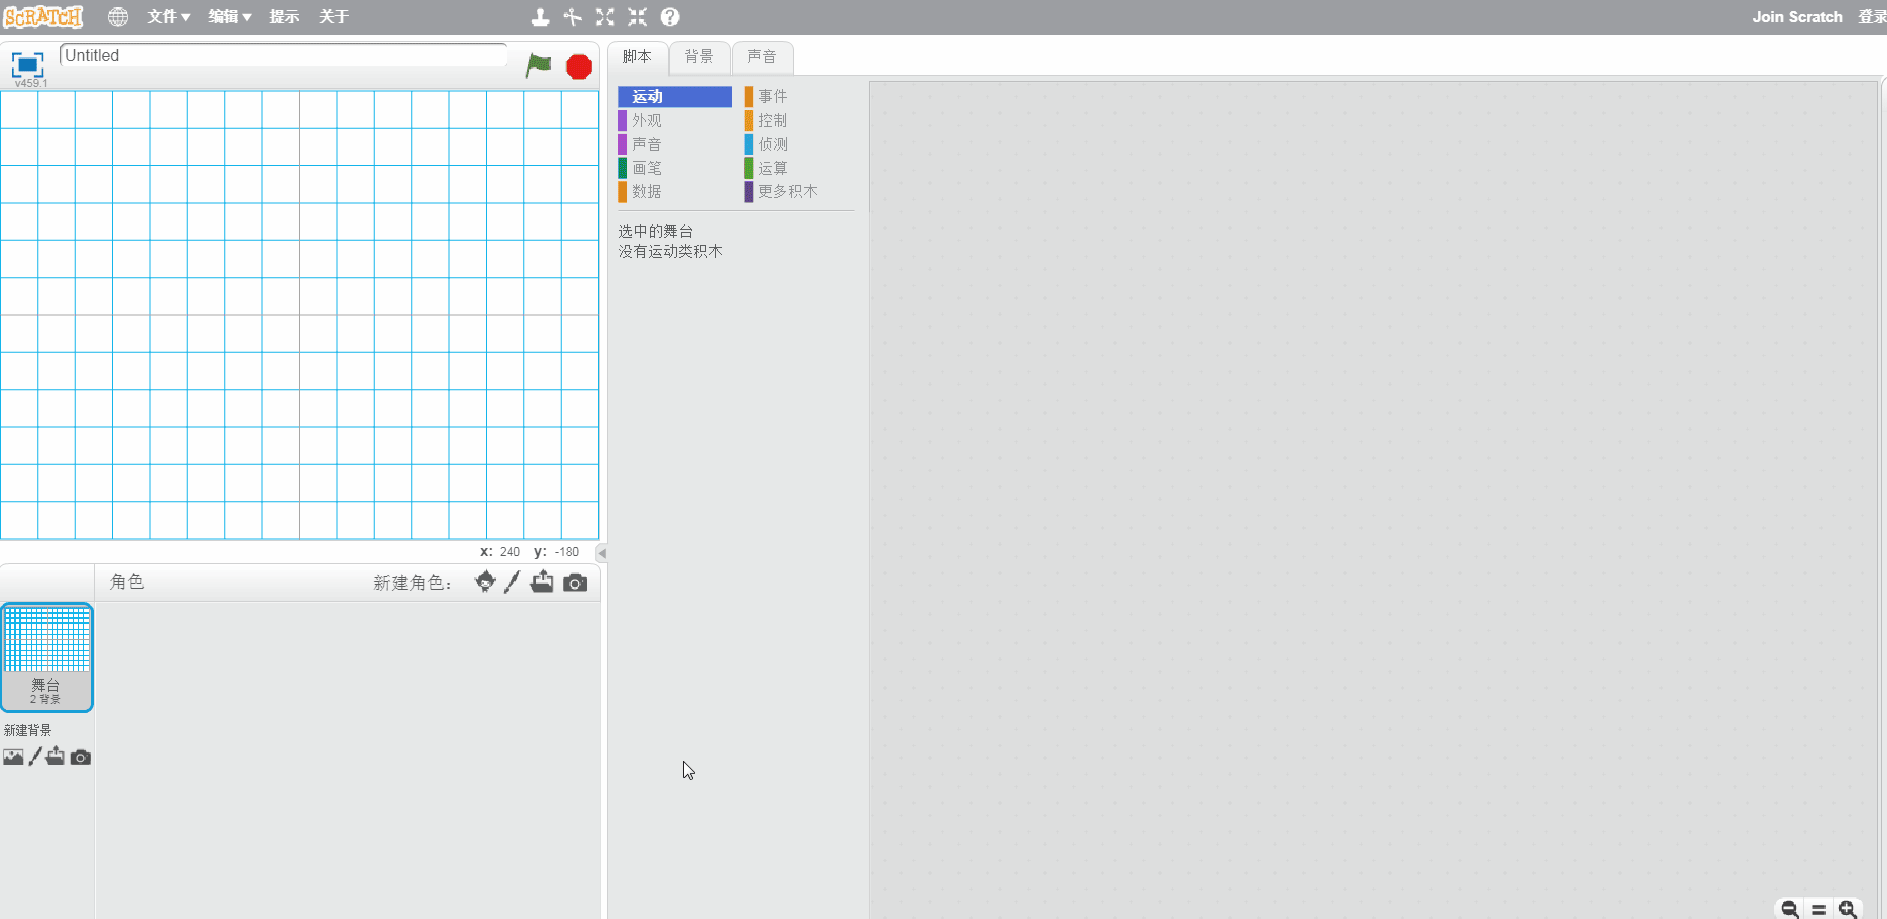 SCRATCH 文件▼ 编辑▼ 提示 关于 Join Scratch 登录
Untitled
v459.1
脚本 背景 声音
运动 事件
外观 控制
声音 侦测
画笔 运算
数据 更多积木
选中的舞台
没有运动类积木
x: 240 y: -180
角色 新建角色：
舞台
2 背景
新建背景